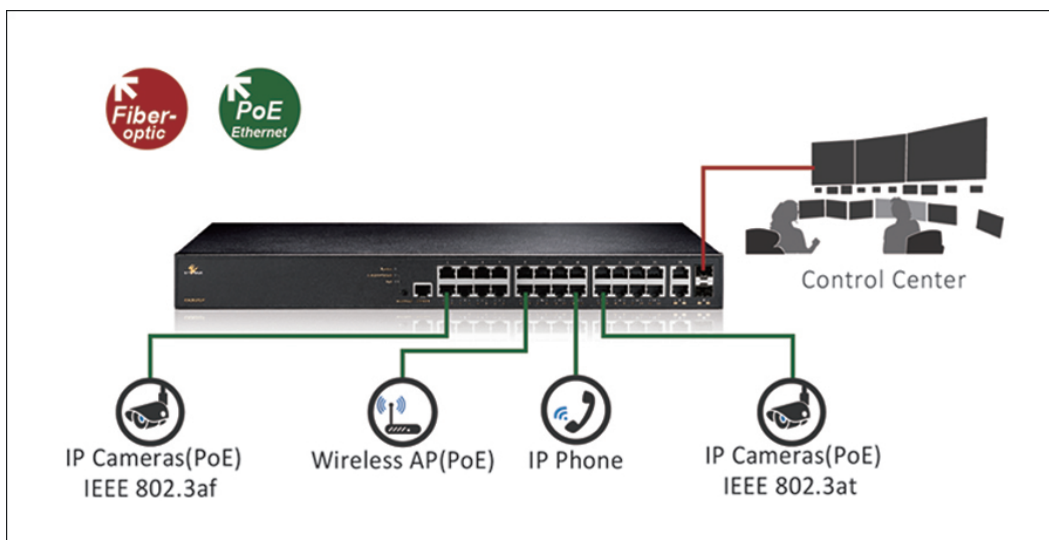 Fiber-
optic
PoE
Ethernet
Control Center
IP Cameras(PoE)
IEEE 802.3af
Wireless AP(PoE)
IP Phone
IP Cameras(PoE)
IEEE 802.3at